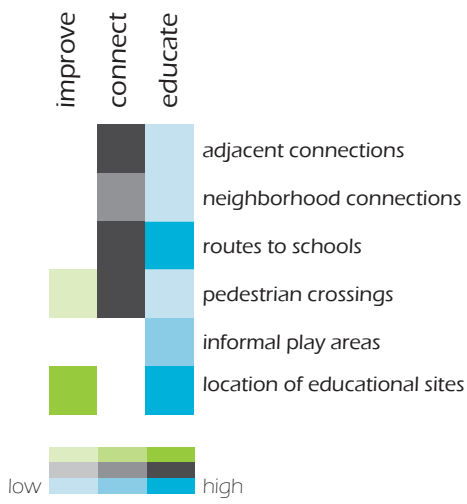 improve
connect
educate
adjacent connections
neighborhood connections
routes to schools
pedestrian crossings
informal play areas
location of educational sites
low
high